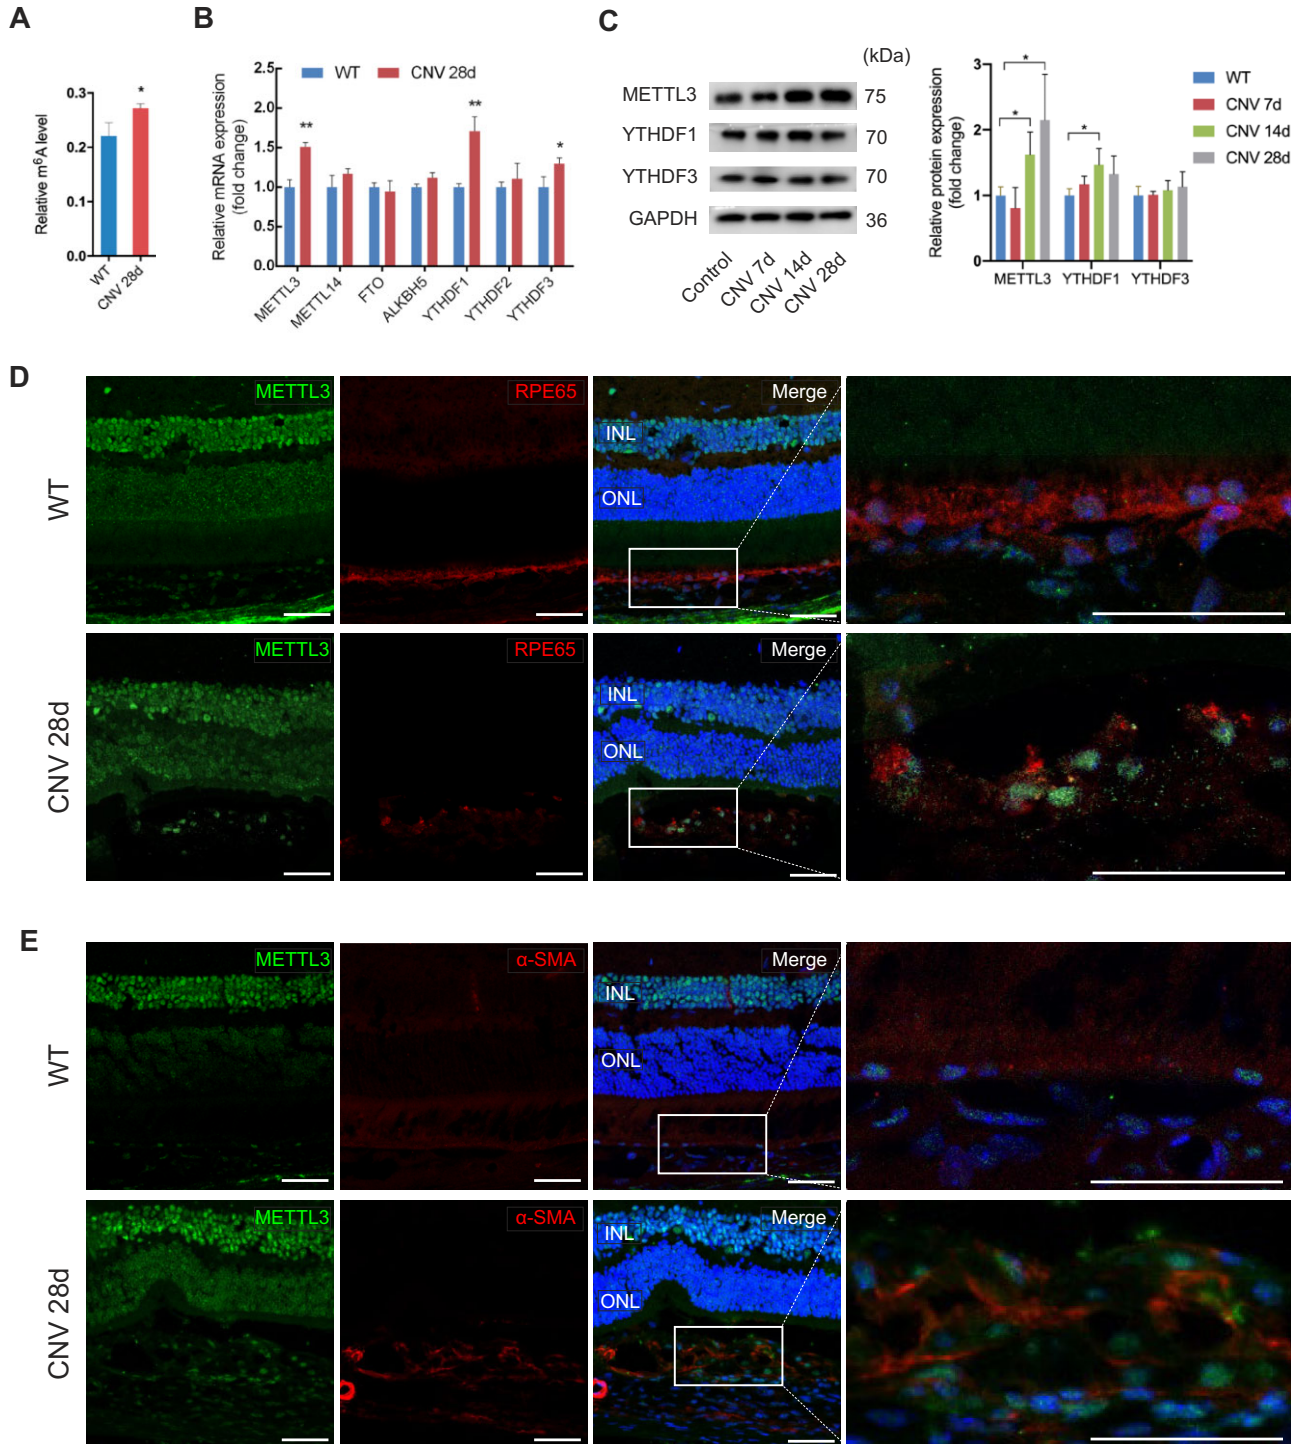 A
Relative m⁶A level
0.3
0.2
0.1
0.0
*
WT
CNV 28d
B
Relative mRNA expression
(fold change)
2.5
2.0
1.5
1.0
0.5
0.0
WT
CNV 28d
**
**
*
METTL3
METTL14
FTO
ALKBH5
YTHDF1
YTHDF2
YTHDF3
C
(kDa)
METTL3 75
YTHDF1 70
YTHDF3 70
GAPDH 36
Control
CNV 7d
CNV 14d
CNV 28d
Relative protein expression
(fold change)
3
2
1
0
*
*
*
METTL3
YTHDF1
YTHDF3
WT
CNV 7d
CNV 14d
CNV 28d
D
WT
METTL3
RPE65
Merge
INL
ONL
CNV 28d
METTL3
RPE65
Merge
INL
ONL
E
WT
METTL3
α-SMA
Merge
INL
ONL
CNV 28d
METTL3
α-SMA
Merge
INL
ONL